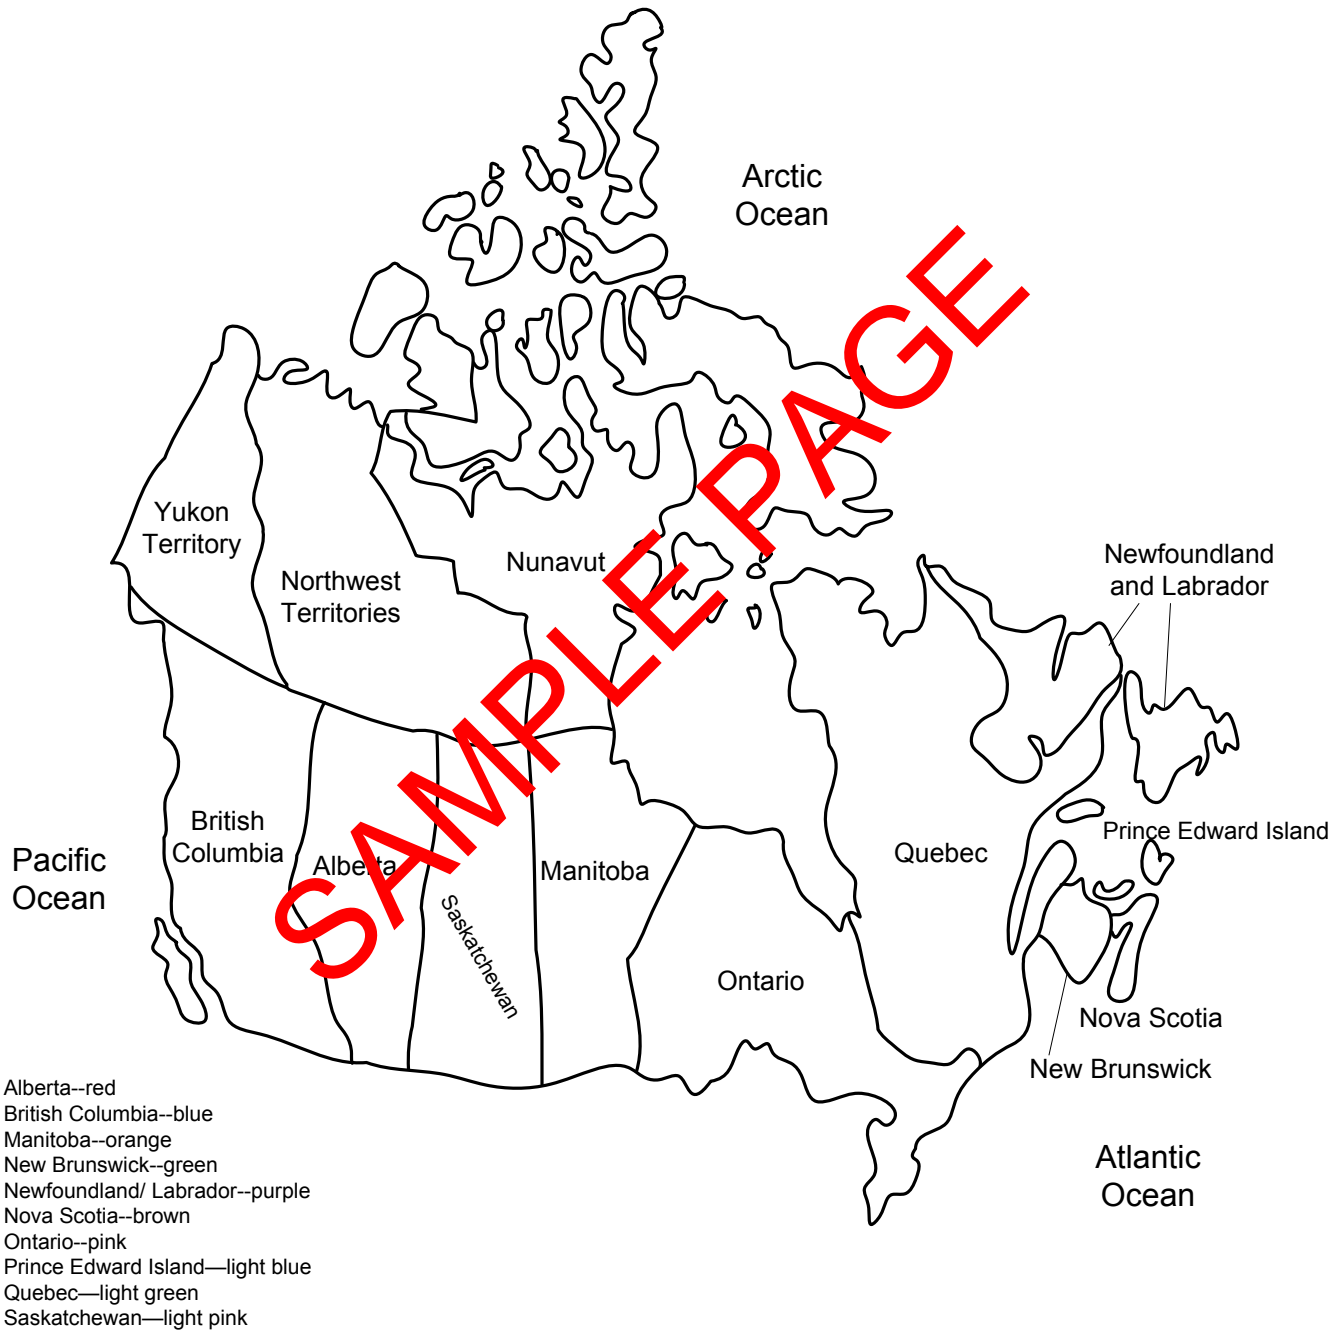 Arctic
Ocean
SAMPLE PAGE
Yukon
Territory
Northwest
Territories
Nunavut
Newfoundland
and Labrador
British
Columbia
Alberta
Saskatchewan
Manitoba
Quebec
Prince Edward Island
Pacific
Ocean
Ontario
Nova Scotia
New Brunswick
Atlantic
Ocean
Alberta--red
British Columbia--blue
Manitoba--orange
New Brunswick--green
Newfoundland/ Labrador--purple
Nova Scotia--brown
Ontario--pink
Prince Edward Island—light blue
Quebec—light green
Saskatchewan—light pink